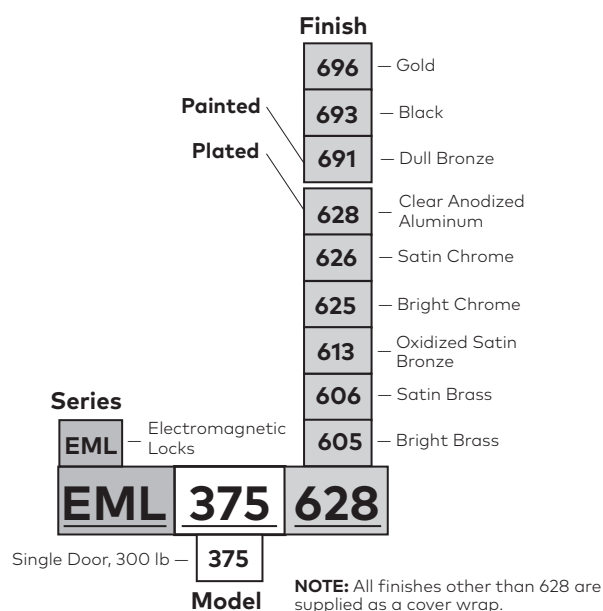 Finish
696 — Gold
Painted
693 — Black
Plated
691 — Dull Bronze
628 — Clear Anodized
Aluminum
626 — Satin Chrome
625 — Bright Chrome
613 — Oxidized Satin
Bronze
606 — Satin Brass
Series
EML — Electromagnetic
Locks
605 — Bright Brass
EML 375 628
Single Door, 300 lb — 375
Model
NOTE: All finishes other than 628 are
supplied as a cover wrap.